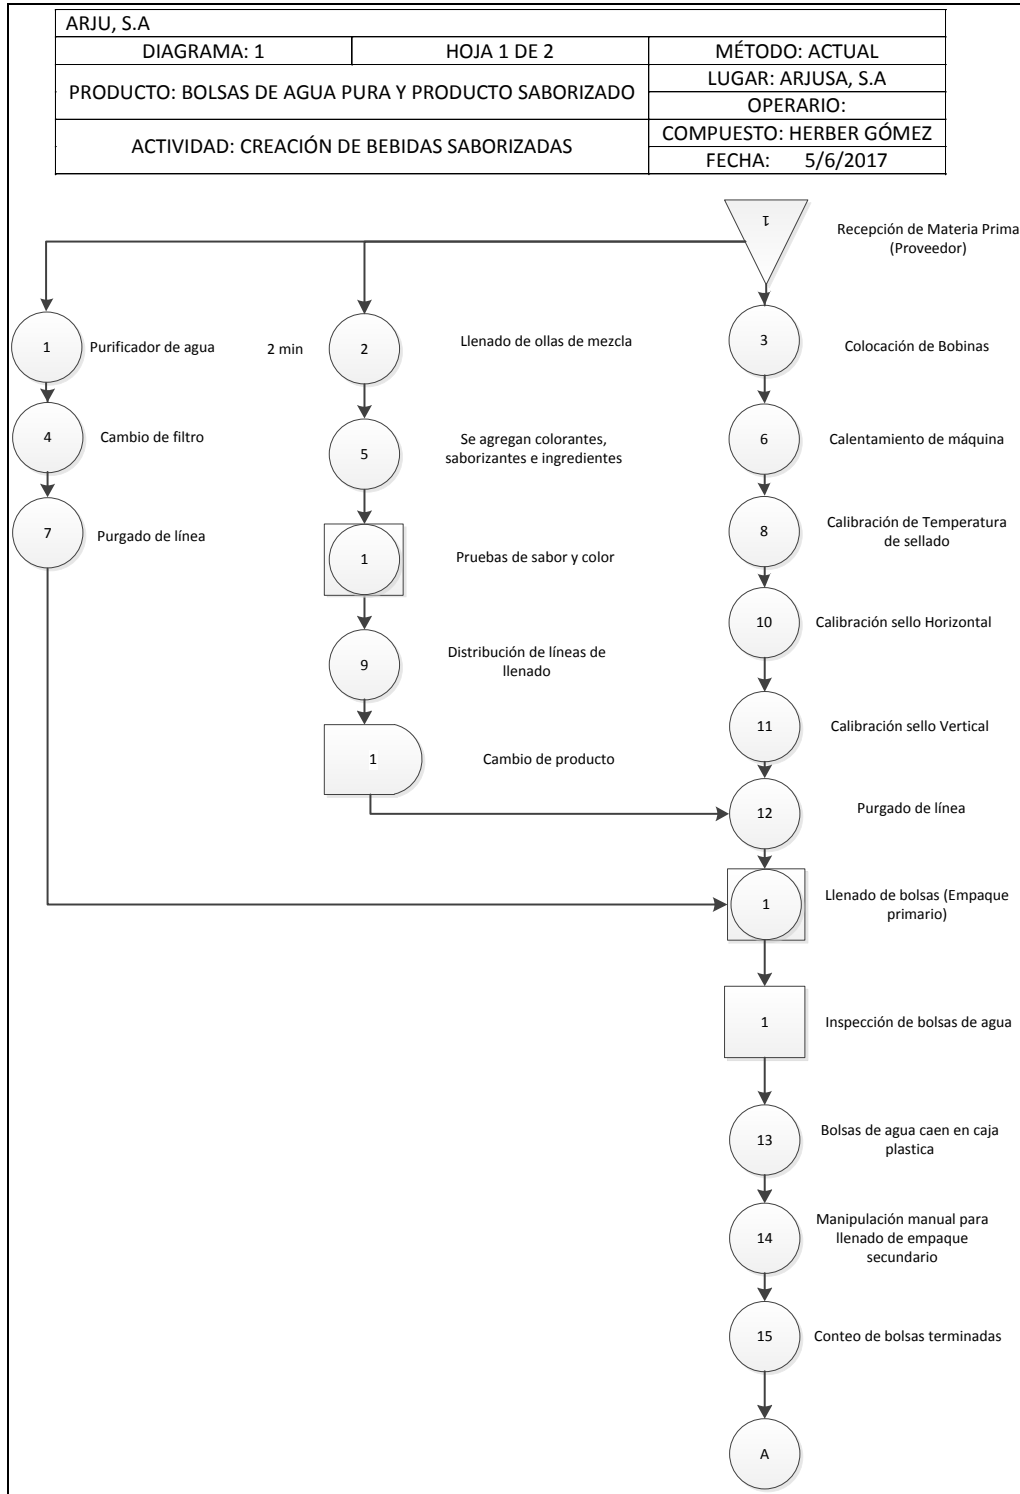 ARJU, S.A
DIAGRAMA: 1
HOJA 1 DE 2
MÉTODO: ACTUAL
PRODUCTO: BOLSAS DE AGUA PURA Y PRODUCTO SABORIZADO
LUGAR: ARJUSA, S.A
OPERARIO:
ACTIVIDAD: CREACIÓN DE BEBIDAS SABORIZADAS
COMPUESTO: HERBER GÓMEZ
FECHA: 5/6/2017
1
Recepción de Materia Prima
(Proveedor)
1
Purificador de agua
2 min
2
Llenado de ollas de mezcla
3
Colocación de Bobinas
4
Cambio de filtro
5
Se agregan colorantes,
saborizantes e ingredientes
6
Calentamiento de máquina
7
Purgado de línea
1
Pruebas de sabor y color
8
Calibración de Temperatura
de sellado
10
Calibración sello Horizontal
9
Distribución de líneas de
llenado
11
Calibración sello Vertical
1
Cambio de producto
12
Purgado de línea
1
Llenado de bolsas (Empaque
primario)
1
Inspección de bolsas de agua
13
Bolsas de agua caen en caja
plastica
14
Manipulación manual para
llenado de empaque
secundario
15
Conteo de bolsas terminadas
A